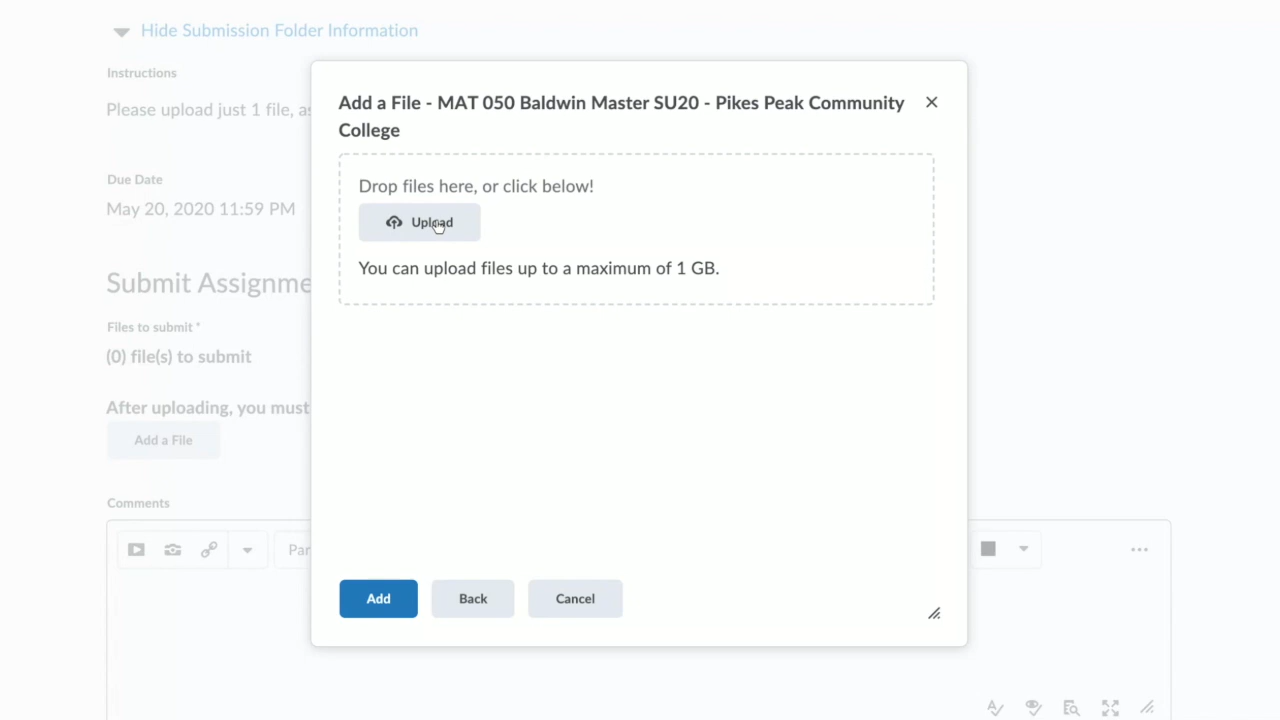 Hide Submission Folder Information
Instructions
Please upload just 1 file, as
Due Date
May 20, 2020 11:59 PM
Submit Assignme
Files to submit *
(0) file(s) to submit
After uploading, you must
Add a File
Comments
Par
Add a File - MAT 050 Baldwin Master SU20 - Pikes Peak Community
College
Drop files here, or click below!
Upload
You can upload files up to a maximum of 1 GB.
Add
Back
Cancel